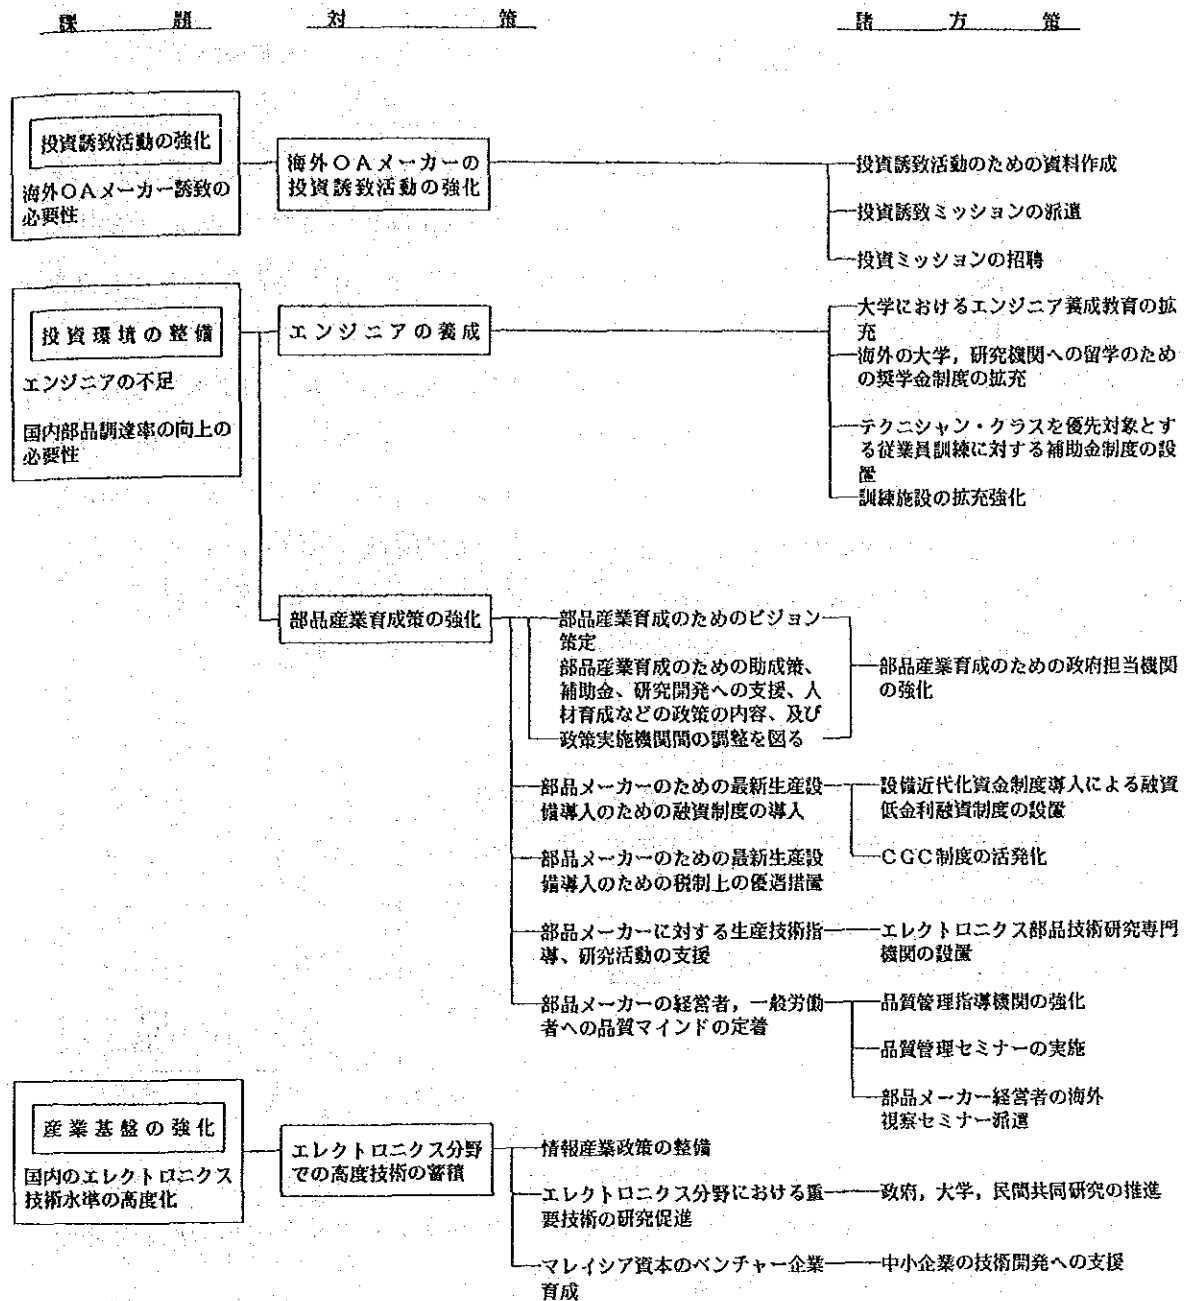 課題
対策
諸方策
投資誘致活動の強化
海外OAメーカー誘致の
必要性
海外OAメーカーの
投資誘致活動の強化
投資誘致活動のための資料作成
投資誘致ミッションの派遣
投資ミッションの招聘
投資環境の整備
エンジニアの不足
国内部品調達率の向上の
必要性
エンジニアの養成
大学におけるエンジニア養成教育の拡
充
海外の大学，研究機関への留学のため
の奨学金制度の拡充
テクニシャン・クラスを優先対象とす
る従業員訓練に対する補助金制度の設
置
訓練施設の拡充強化
部品産業育成策の強化
部品産業育成のためのビジョン
策定
部品産業育成のための助成策、
補助金、研究開発への支援、人
材育成などの政策の内容、及び
政策実施機関間の調整を図る
部品産業育成のための政府担当機関
の強化
部品メーカーのための最新生産設
備導入のための融資制度の導入
設備近代化資金制度導入による融資
低金利融資制度の設置
CGC制度の活発化
部品メーカーのための最新生産設
備導入のための税制上の優遇措置
部品メーカーに対する生産技術指
導、研究活動の支援
エレクトロニクス部品技術研究専門
機関の設置
部品メーカーの経営者，一般労働
者への品質マインドの定着
品質管理指導機関の強化
品質管理セミナーの実施
部品メーカー経営者の海外
視察セミナー派遣
産業基盤の強化
国内のエレクトロニクス
技術水準の高度化
エレクトロニクス分野
での高度技術の蓄積
情報産業政策の整備
エレクトロニクス分野における重
要技術の研究促進
政府，大学，民間共同研究の推進
マレイシア資本のベンチャー企業
育成
中小企業の技術開発への支援